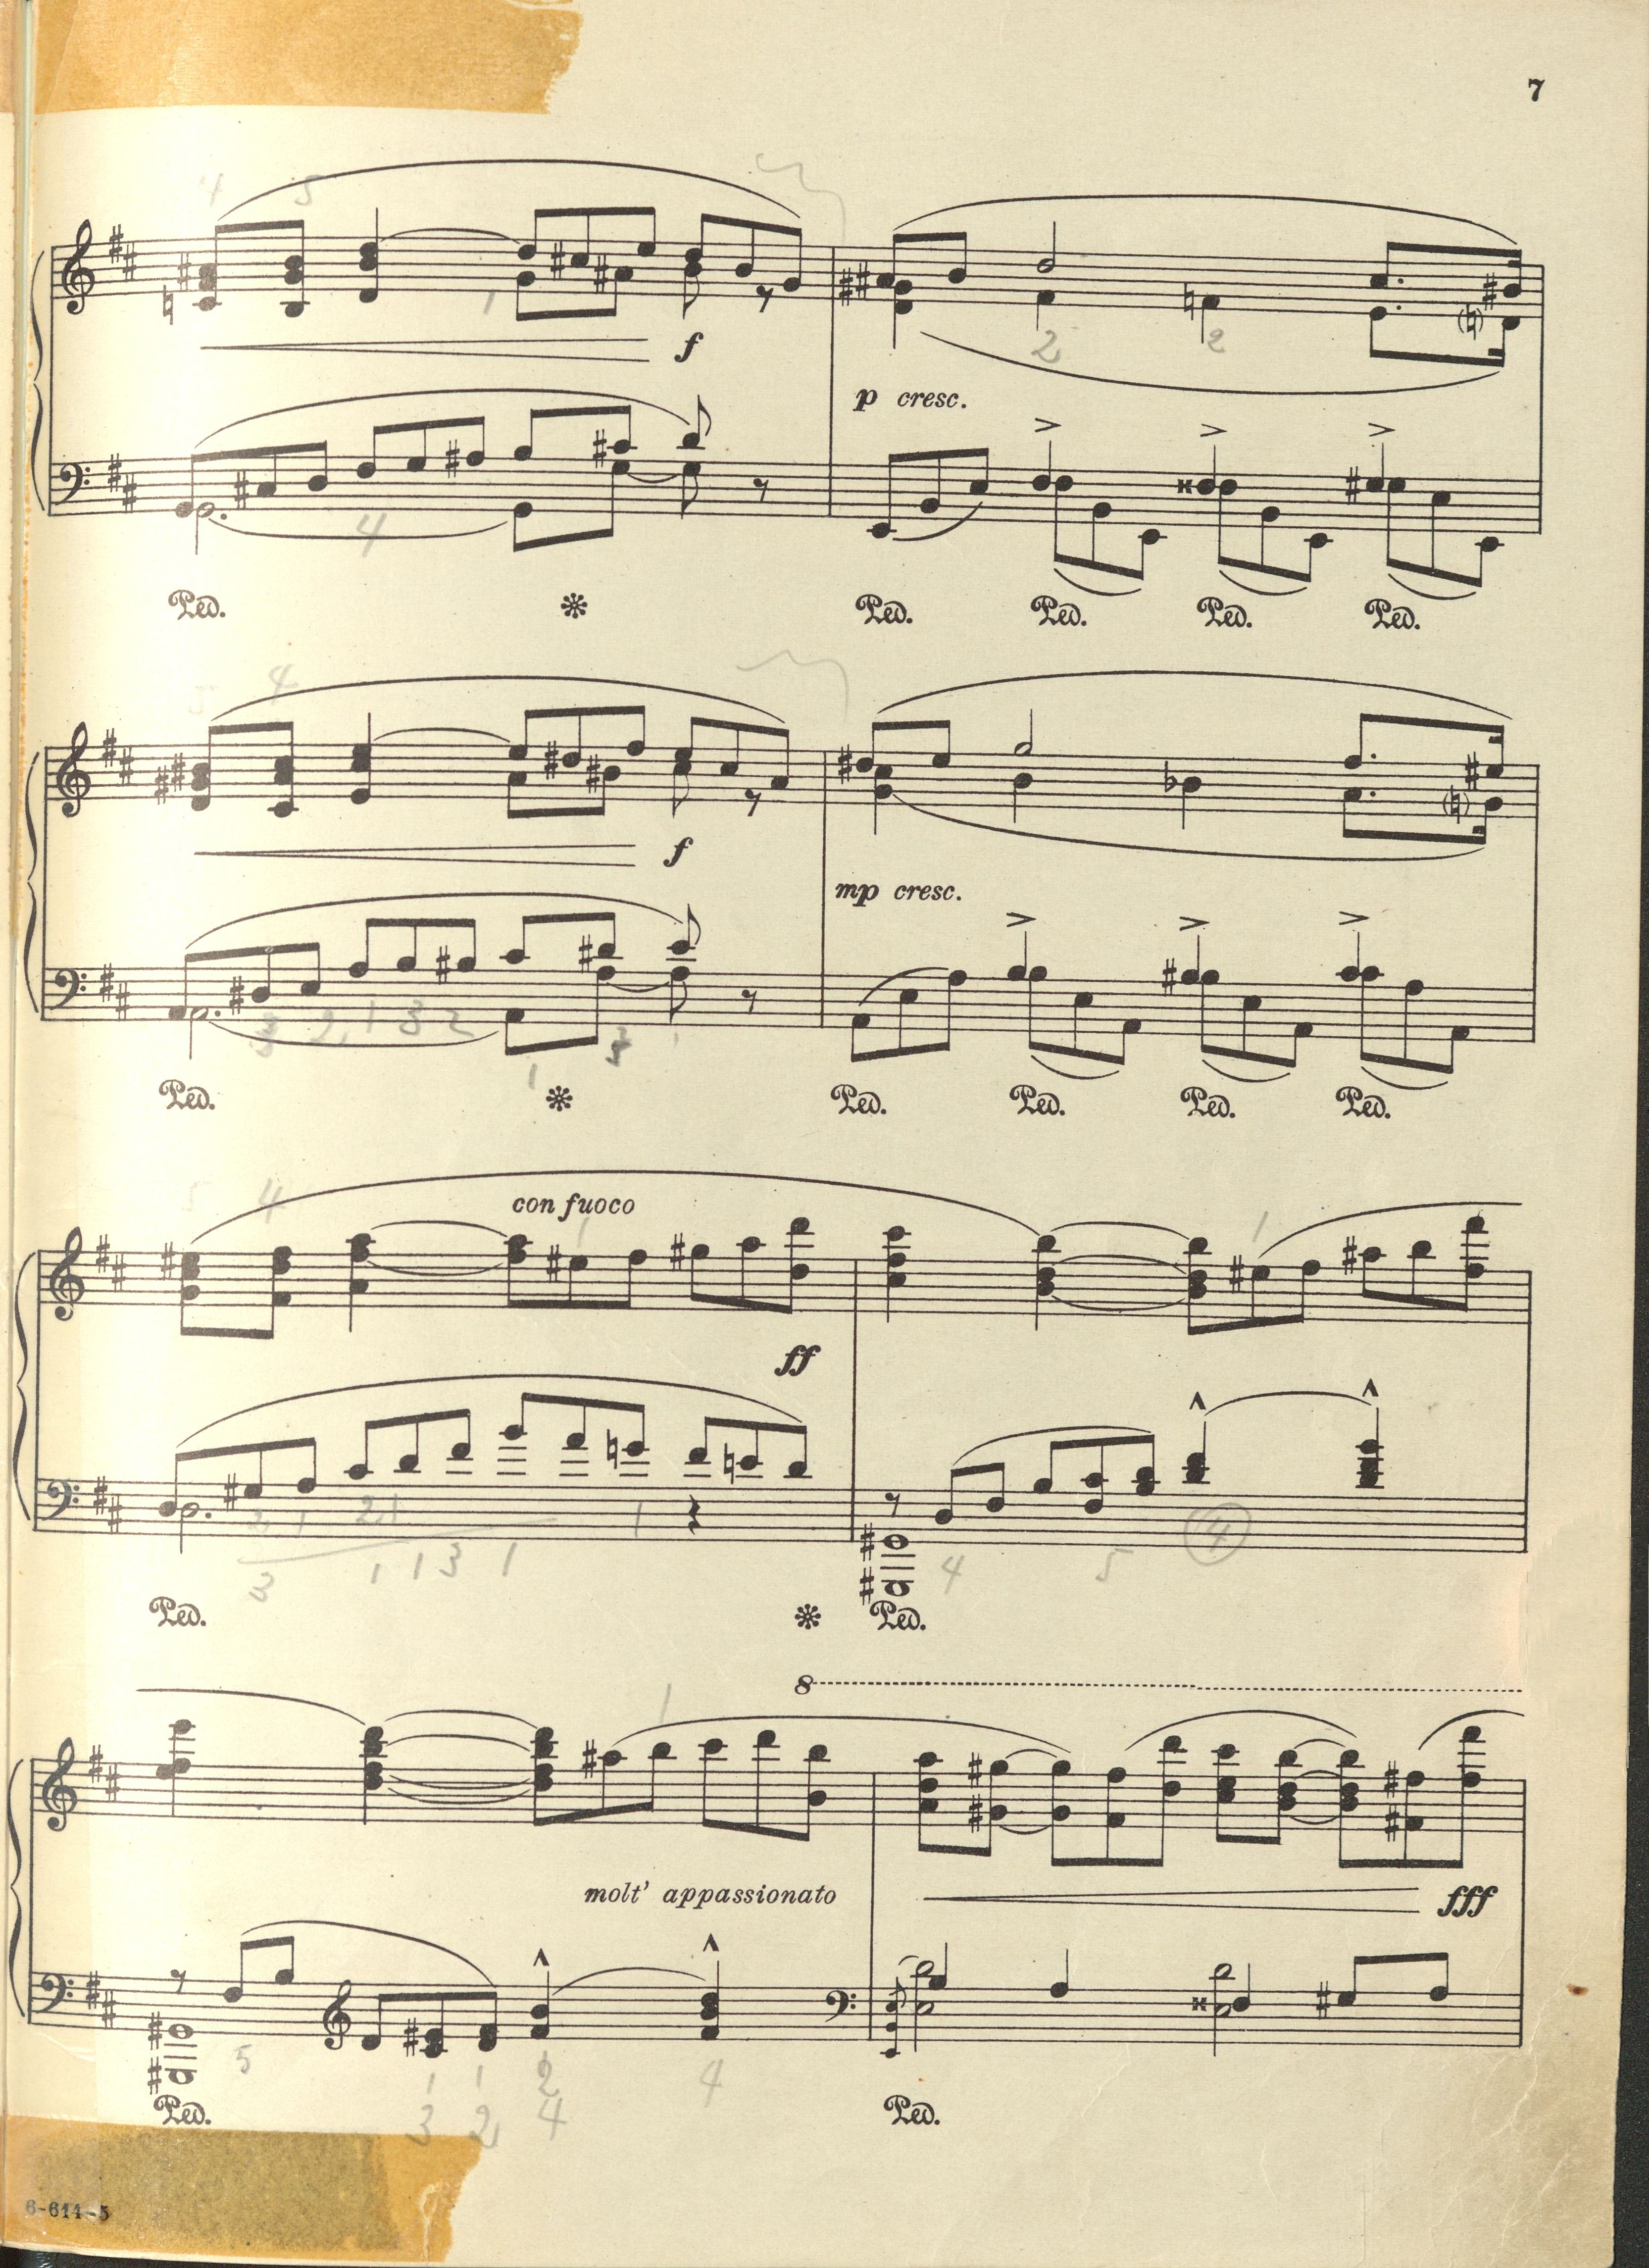 7
4 5
1
f
2 2
p cresc.
4
Ped. * Ped. Ped. Ped. Ped.
4
f
mp cresc.
3 2 1 3 2
1
Ped. * Ped. Ped. Ped. Ped.
5 4
con fuoco
1
ff
2 1 2 1 1
3 1 1 3 1
4 5 4
Ped. * Ped.
8
1
molt' appassionato
fff
5
1 1 2 4
3 2 4
Ped. Ped.
6-611-5